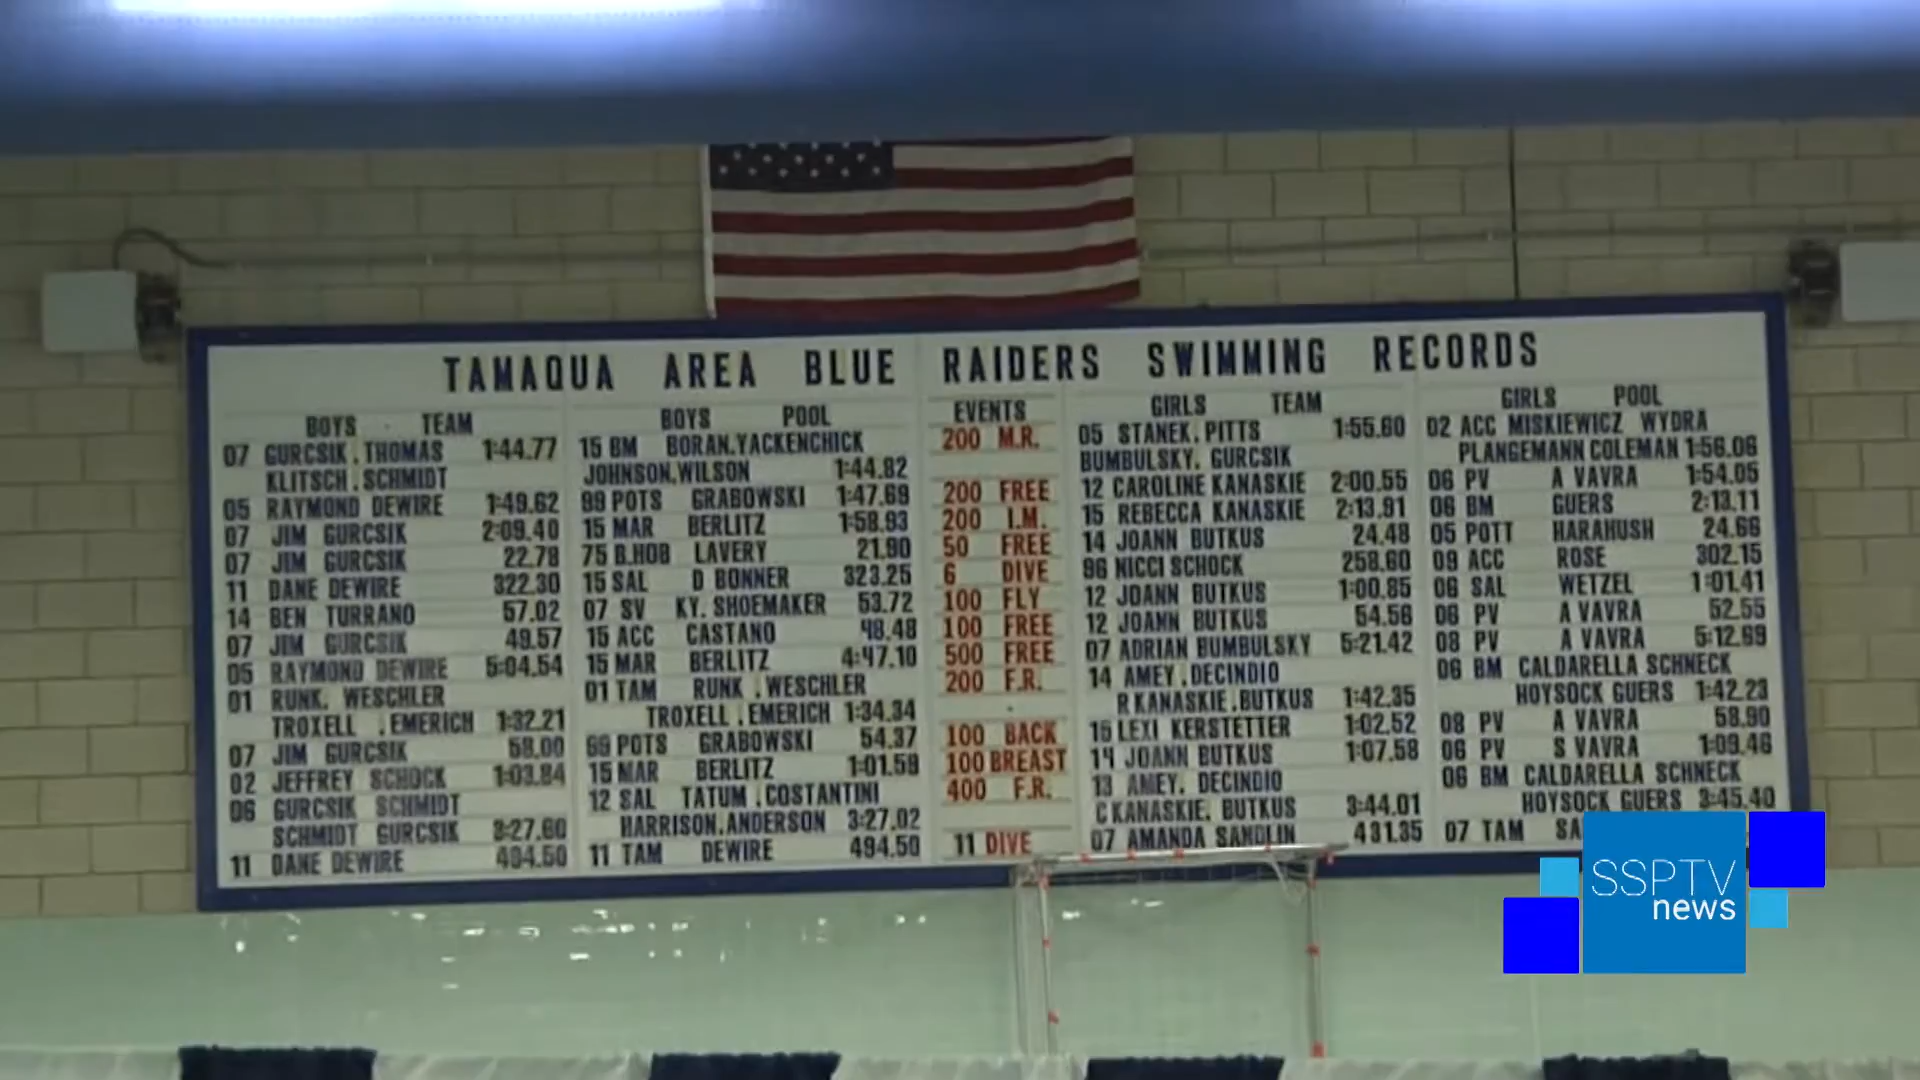 TAMAQUA AREA BLUE RAIDERS SWIMMING RECORDS
BOYS TEAM
07 GURCSIK . THOMAS 1:44.77
KLITSCH . SCHMIDT
05 RAYMOND DEWIRE 1:49.62
07 JIM GURCSIK 2:09.40
07 JIM GURCSIK 22.78
11 DANE DEWIRE 322.30
14 BEN TURRANO 57.02
07 JIM GURCSIK 49.57
05 RAYMOND DEWIRE 5:04.54
01 RUNK. WESCHLER
TROXELL . EMERICH 1:32.21
07 JIM GURCSIK 58.00
02 JEFFREY SCHOCK 1:03.84
06 GURCSIK SCHMIDT
SCHMIDT GURCSIK 3:27.60
11 DANE DEWIRE 494.50
BOYS POOL
15 BM BORAN.YACKENCHICK
JOHNSON.WILSON 1:44.82
99 POTS GRABOWSKI 1:47.69
15 MAR BERLITZ 1:58.93
75 B.HOB LAVERY 21.90
15 SAL D BONNER 323.25
07 SV KY. SHOEMAKER 53.72
15 ACC CASTANO 48.48
15 MAR BERLITZ 4:47.10
01 TAM RUNK . WESCHLER
TROXELL . EMERICH 1:34.34
99 POTS GRABOWSKI 54.37
15 MAR BERLITZ 1:01.59
12 SAL TATUM . COSTANTINI
HARRISON.ANDERSON 3:27.02
11 TAM DEWIRE 494.50
EVENTS
200 M.R.
200 FREE
200 I.M.
50 FREE
6 DIVE
100 FLY
100 FREE
500 FREE
200 F.R.
100 BACK
100 BREAST
400 F.R.
11 DIVE
GIRLS TEAM
05 STANEK. PITTS 1:55.60
BUMBULSKY. GURCSIK
12 CAROLINE KANASKIE 2:00.55
15 REBECCA KANASKIE 2:13.91
14 JOANN BUTKUS 24.48
96 NICCI SCHOCK 258.60
12 JOANN BUTKUS 1:00.85
12 JOANN BUTKUS 54.56
07 ADRIAN BUMBULSKY 5:21.42
14 AMEY . DECINDIO
R KANASKIE . BUTKUS 1:42.35
15 LEXI KERSTETTER 1:02.52
14 JOANN BUTKUS 1:07.58
13 AMEY. DECINDIO
C KANASKIE. BUTKUS 3:44.01
07 AMANDA SANDLIN 431.35
GIRLS POOL
02 ACC MISKIEWICZ WYDRA
PLANGEMANN COLEMAN 1:56.06
06 PV A VAVRA 1:54.05
06 BM GUERS 2:13.11
05 POTT HARAHUSH 24.66
09 ACC ROSE 302.15
06 SAL WETZEL 1:01.41
06 PV A VAVRA 52.55
08 PV A VAVRA 5:12.69
06 BM CALDARELLA SCHNECK
HOYSOCK GUERS 1:42.23
08 PV A VAVRA 58.90
06 PV S VAVRA 1:09.46
06 BM CALDARELLA SCHNECK
HOYSOCK GUERS 3:45.40
07 TAM SA
SSPTV
news